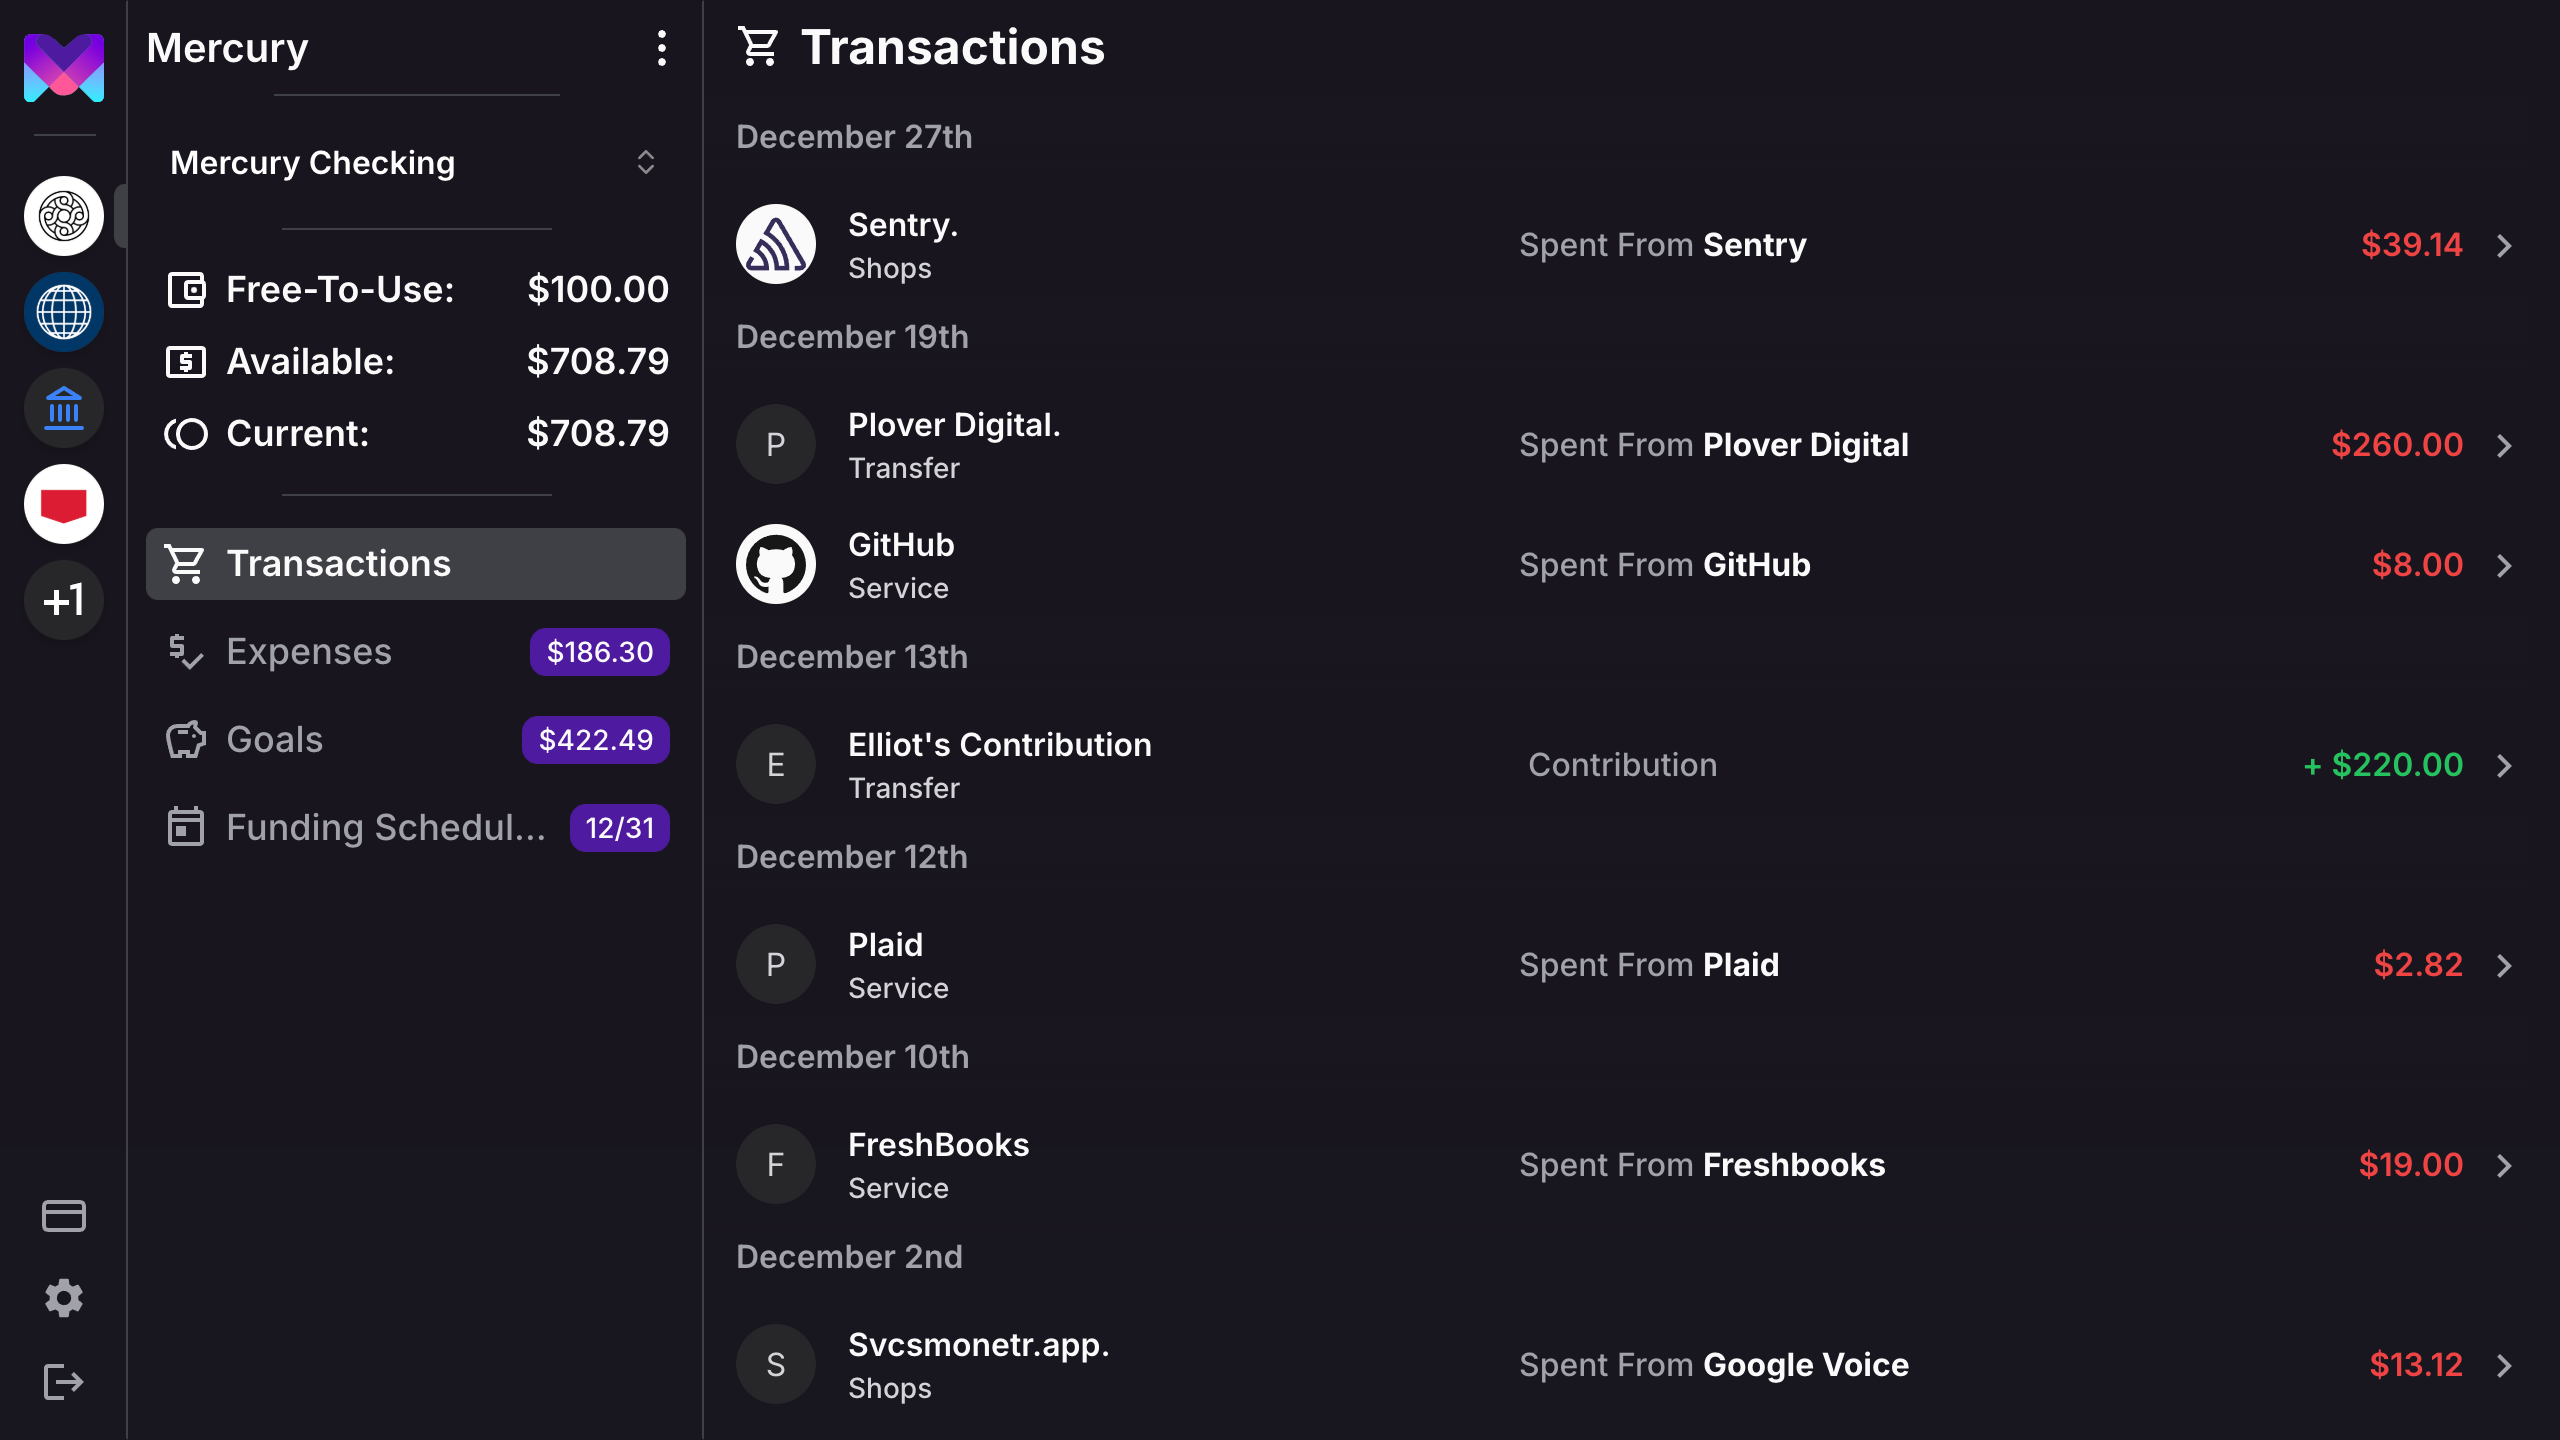 Mercury
Mercury Checking
Free-To-Use: $100.00
Available: $708.79
Current: $708.79
Transactions
Expenses $186.30
Goals $422.49
Funding Schedul... 12/31
+1
Transactions
December 27th
Sentry.
Shops
Spent From Sentry
$39.14
December 19th
P
Plover Digital.
Transfer
Spent From Plover Digital
$260.00
GitHub
Service
Spent From GitHub
$8.00
December 13th
E
Elliot's Contribution
Transfer
Contribution
+ $220.00
December 12th
P
Plaid
Service
Spent From Plaid
$2.82
December 10th
F
FreshBooks
Service
Spent From Freshbooks
$19.00
December 2nd
S
Svcsmonetr.app.
Shops
Spent From Google Voice
$13.12